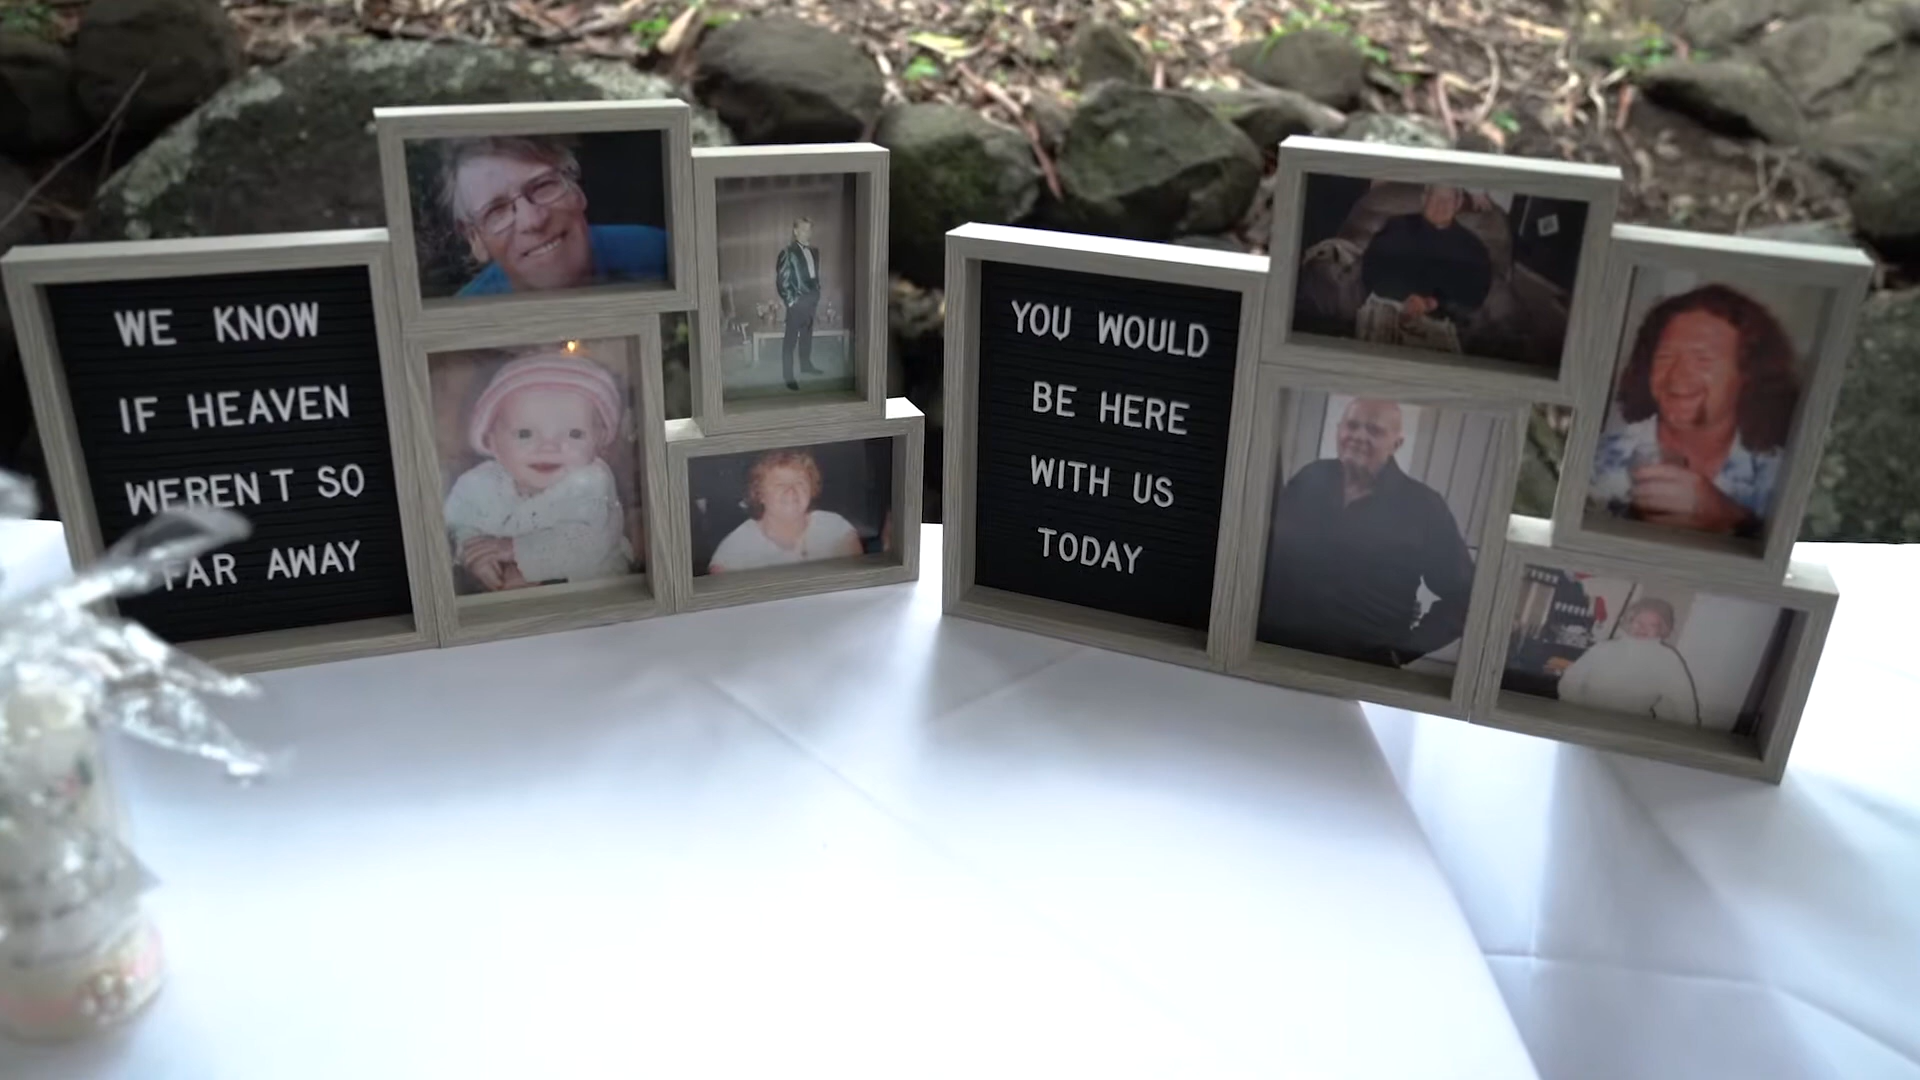 WE KNOW
IF HEAVEN
WEREN T SO
FAR AWAY
YOU WOULD
BE HERE
WITH US
TODAY